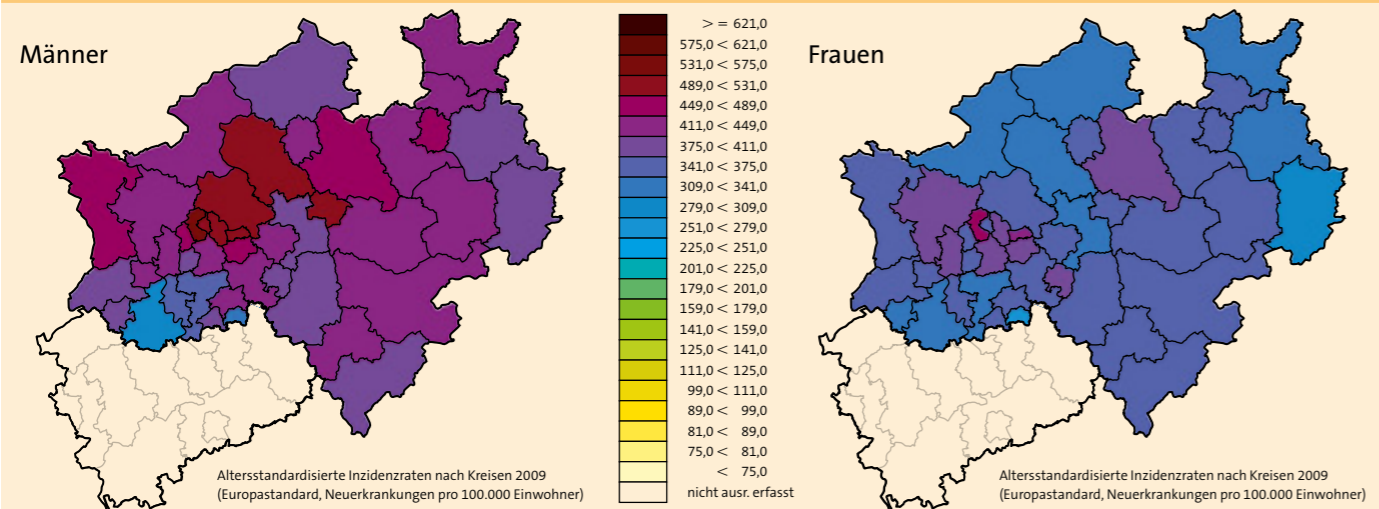 Männer
> = 621,0
575,0 < 621,0
531,0 < 575,0
489,0 < 531,0
449,0 < 489,0
411,0 < 449,0
375,0 < 411,0
341,0 < 375,0
309,0 < 341,0
279,0 < 309,0
251,0 < 279,0
225,0 < 251,0
201,0 < 225,0
179,0 < 201,0
159,0 < 179,0
141,0 < 159,0
125,0 < 141,0
111,0 < 125,0
99,0 < 111,0
89,0 < 99,0
81,0 < 89,0
75,0 < 81,0
< 75,0
nicht ausr. erfasst
Frauen
Altersstandardisierte Inzidenzraten nach Kreisen 2009
(Europastandard, Neuerkrankungen pro 100.000 Einwohner)
Altersstandardisierte Inzidenzraten nach Kreisen 2009
(Europastandard, Neuerkrankungen pro 100.000 Einwohner)